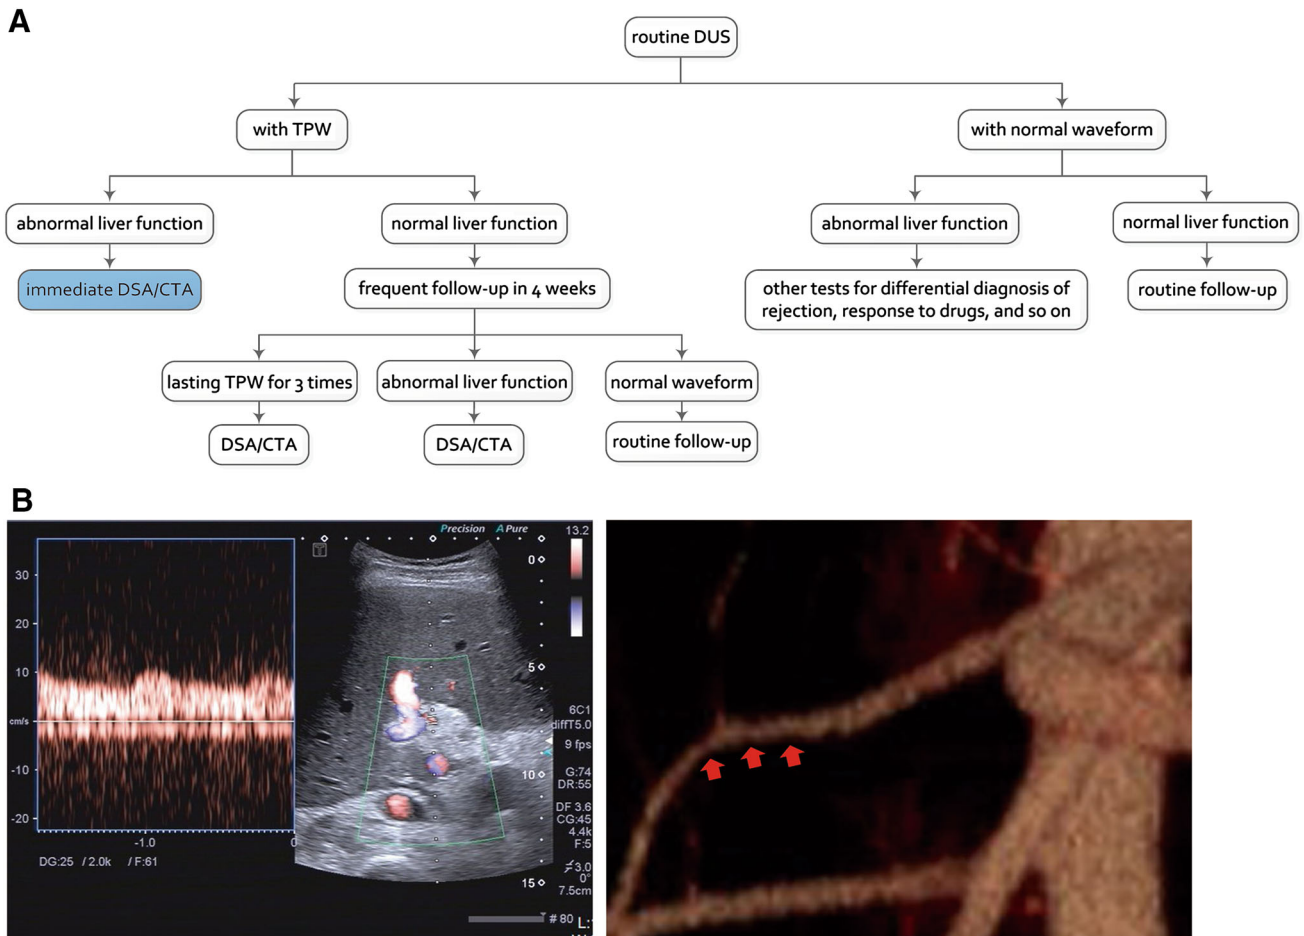 A
routine DUS
with TPW
with normal waveform
abnormal liver function
normal liver function
abnormal liver function
normal liver function
immediate DSA/CTA
frequent follow-up in 4 weeks
other tests for differential diagnosis of
rejection, response to drugs, and so on
routine follow-up
lasting TPW for 3 times
abnormal liver function
normal waveform
DSA/CTA
DSA/CTA
routine follow-up
B
Precision A Pure
13.2
30
20
10
cm/s
-10
-20
-1.0
0
DG:25 / 2.0k / F:61
T
0
5
10
15
6C1
diffT5.0
9 fps
G:74
DR:55
DF 3.6
CG:45
4.4k
F:5
3.0
0°
7.5cm
# 80
L: